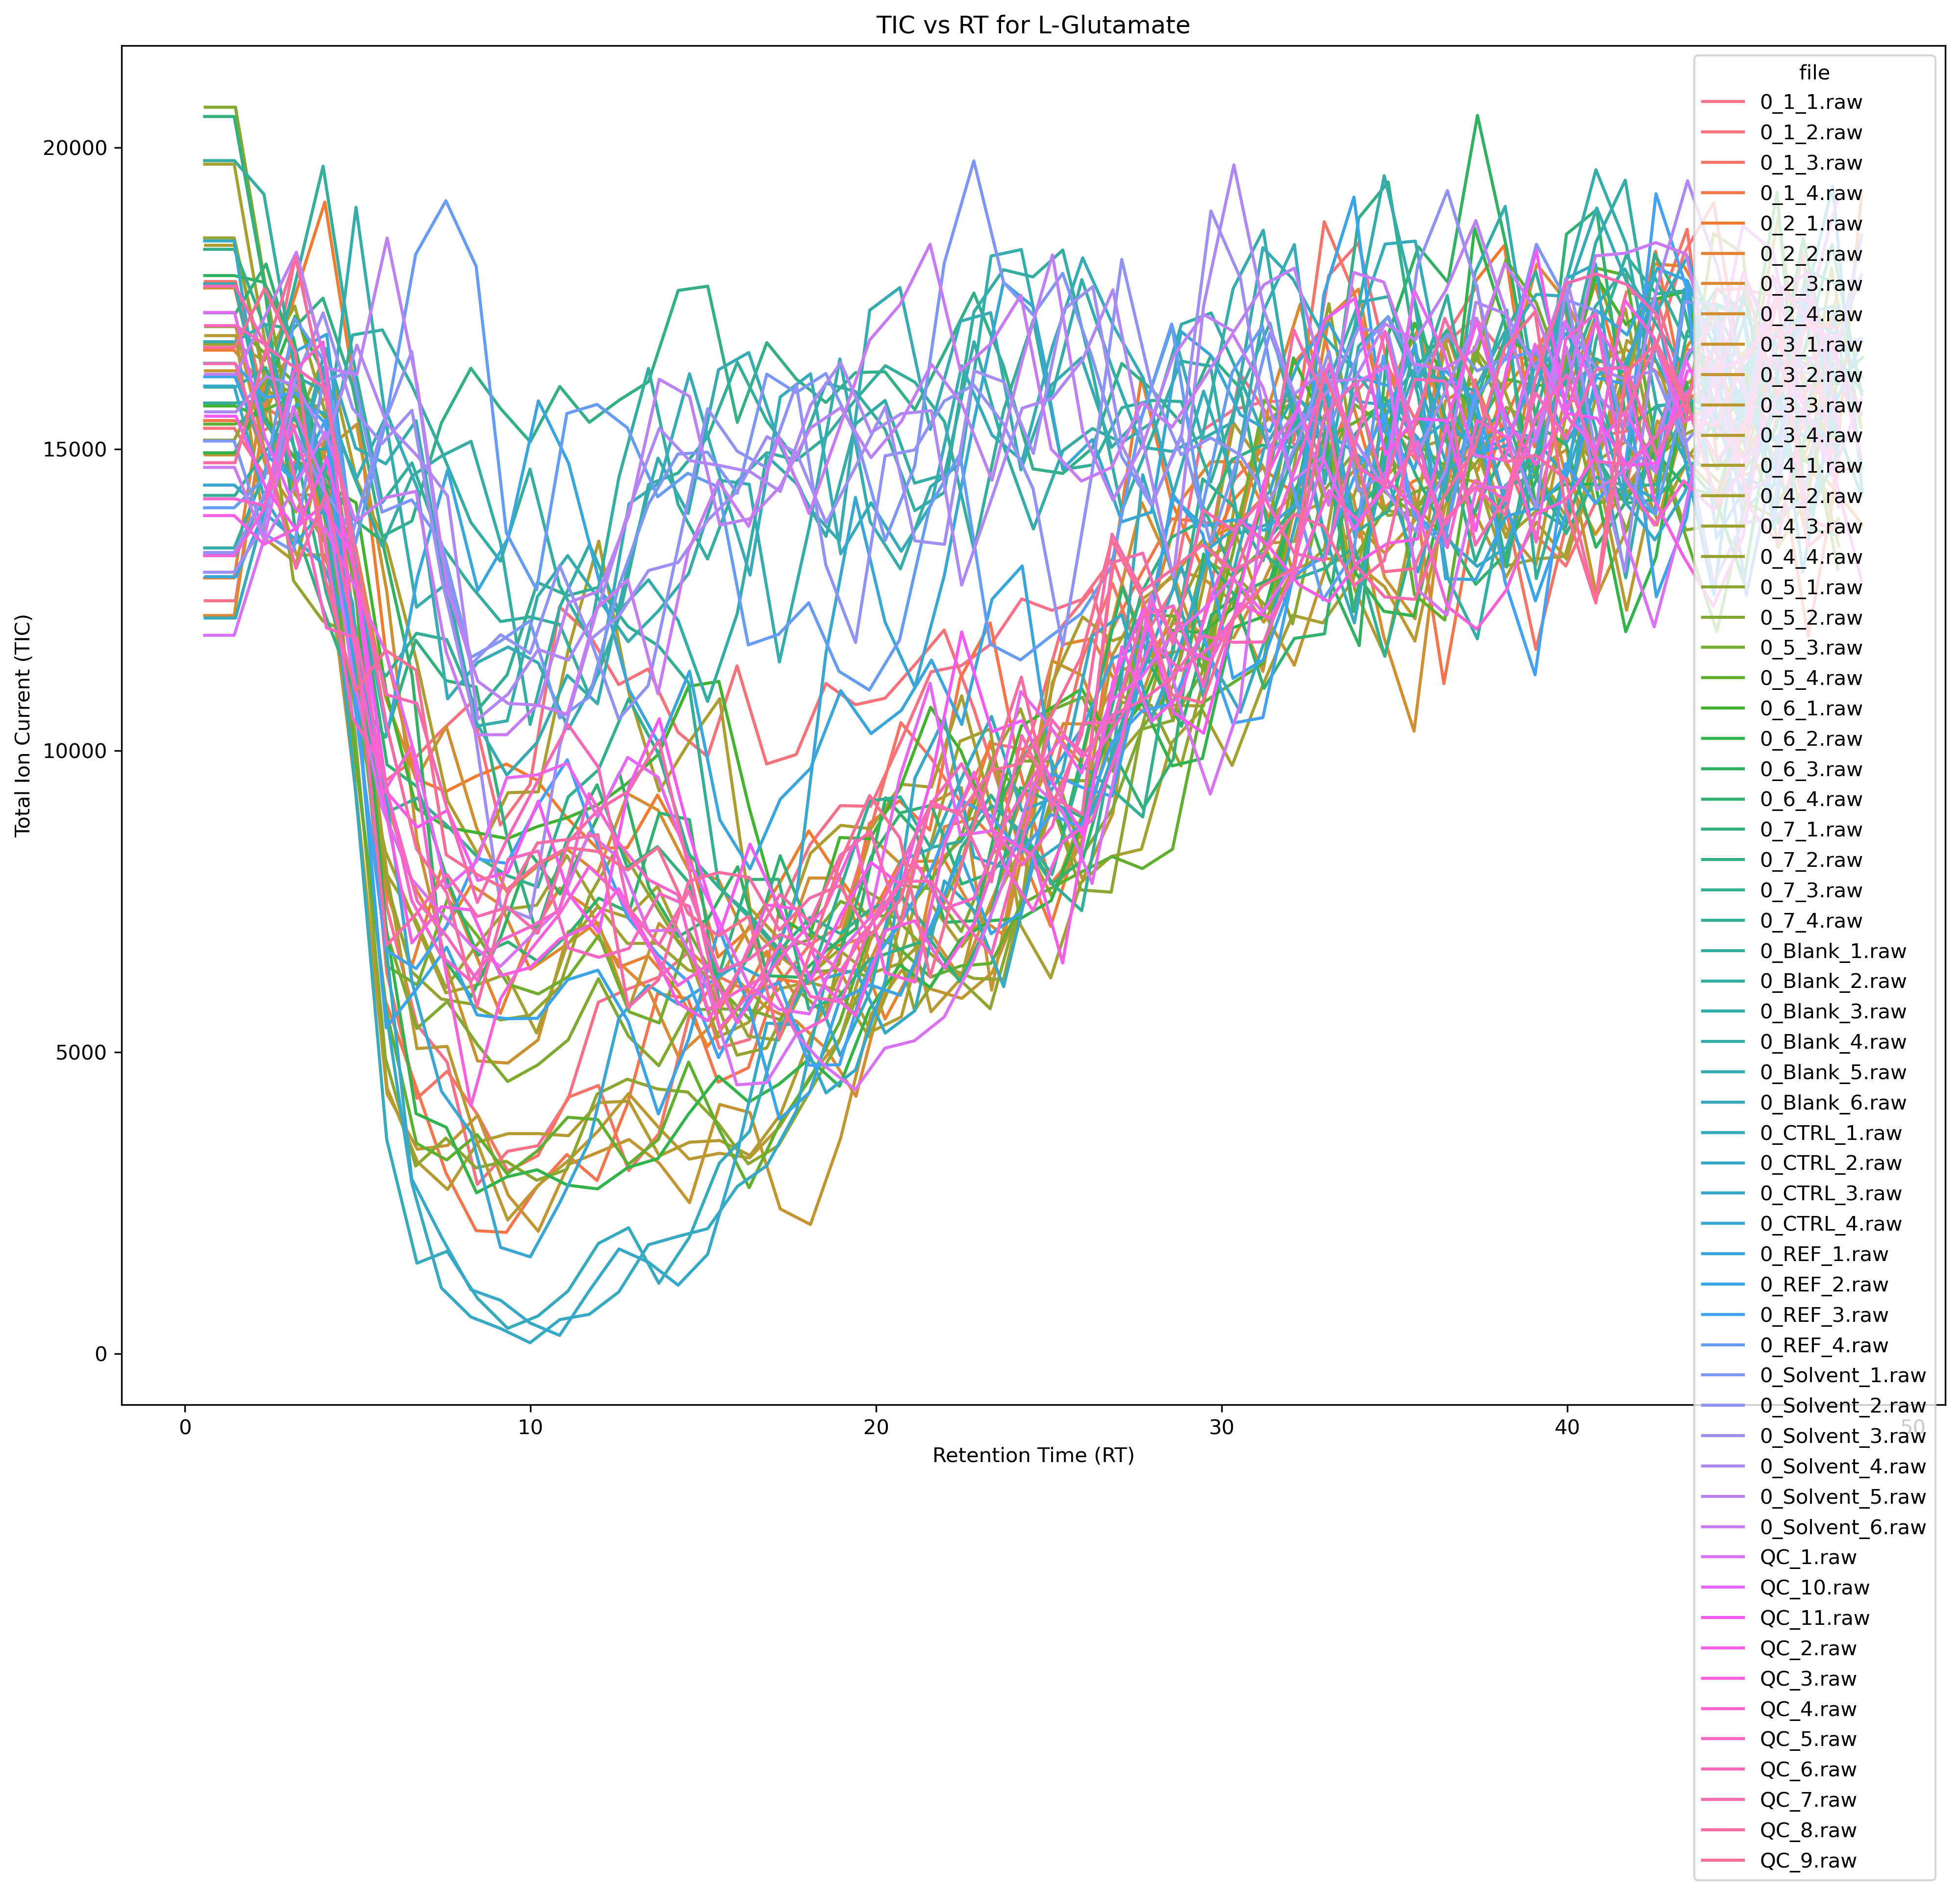 TIC vs RT for L-Glutamate
20000
15000
10000
5000
0
Total Ion Current (TIC)
0
10
20
30
40
50
Retention Time (RT)
file
0_1_1.raw
0_1_2.raw
0_1_3.raw
0_1_4.raw
0_2_1.raw
0_2_2.raw
0_2_3.raw
0_2_4.raw
0_3_1.raw
0_3_2.raw
0_3_3.raw
0_3_4.raw
0_4_1.raw
0_4_2.raw
0_4_3.raw
0_4_4.raw
0_5_1.raw
0_5_2.raw
0_5_3.raw
0_5_4.raw
0_6_1.raw
0_6_2.raw
0_6_3.raw
0_6_4.raw
0_7_1.raw
0_7_2.raw
0_7_3.raw
0_7_4.raw
0_Blank_1.raw
0_Blank_2.raw
0_Blank_3.raw
0_Blank_4.raw
0_Blank_5.raw
0_Blank_6.raw
0_CTRL_1.raw
0_CTRL_2.raw
0_CTRL_3.raw
0_CTRL_4.raw
0_REF_1.raw
0_REF_2.raw
0_REF_3.raw
0_REF_4.raw
0_Solvent_1.raw
0_Solvent_2.raw
0_Solvent_3.raw
0_Solvent_4.raw
0_Solvent_5.raw
0_Solvent_6.raw
QC_1.raw
QC_10.raw
QC_11.raw
QC_2.raw
QC_3.raw
QC_4.raw
QC_5.raw
QC_6.raw
QC_7.raw
QC_8.raw
QC_9.raw